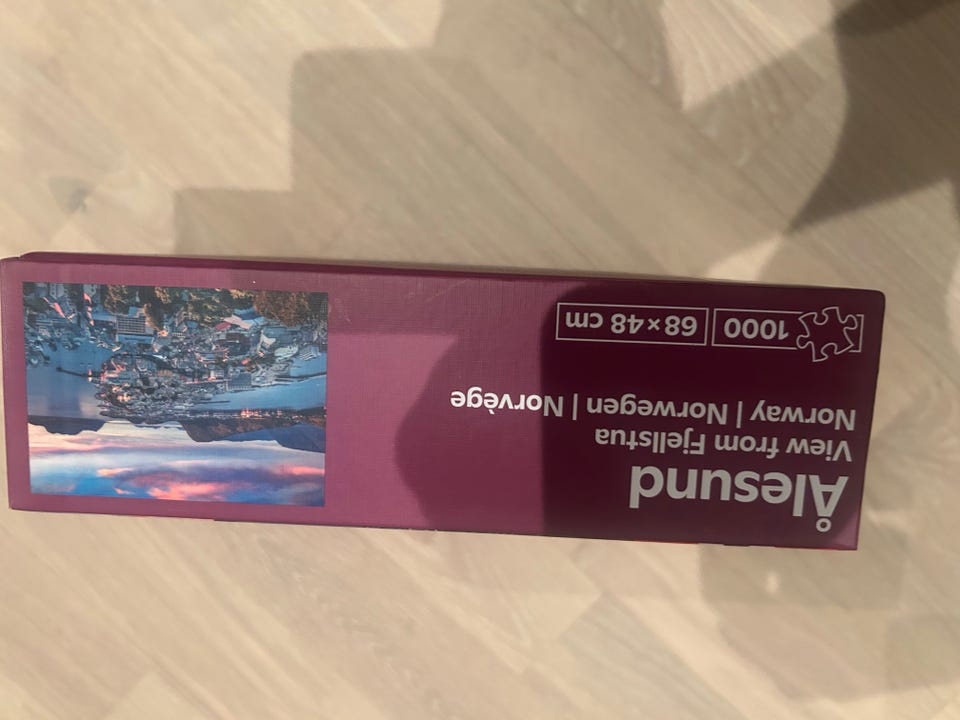 Ålesund
View from Fjellstua
Norway | Norwegen | Norvège
1000 68×48 cm